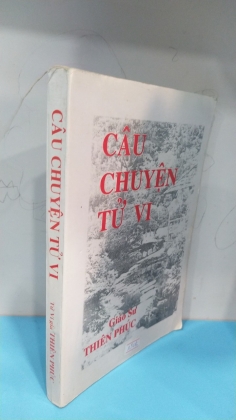 CÂU
CHUYỆN
TỬ VI
Giáo Sư
THIÊN PHÚC
CÂU CHUYỆN TỬ VI
THIÊN PHÚC